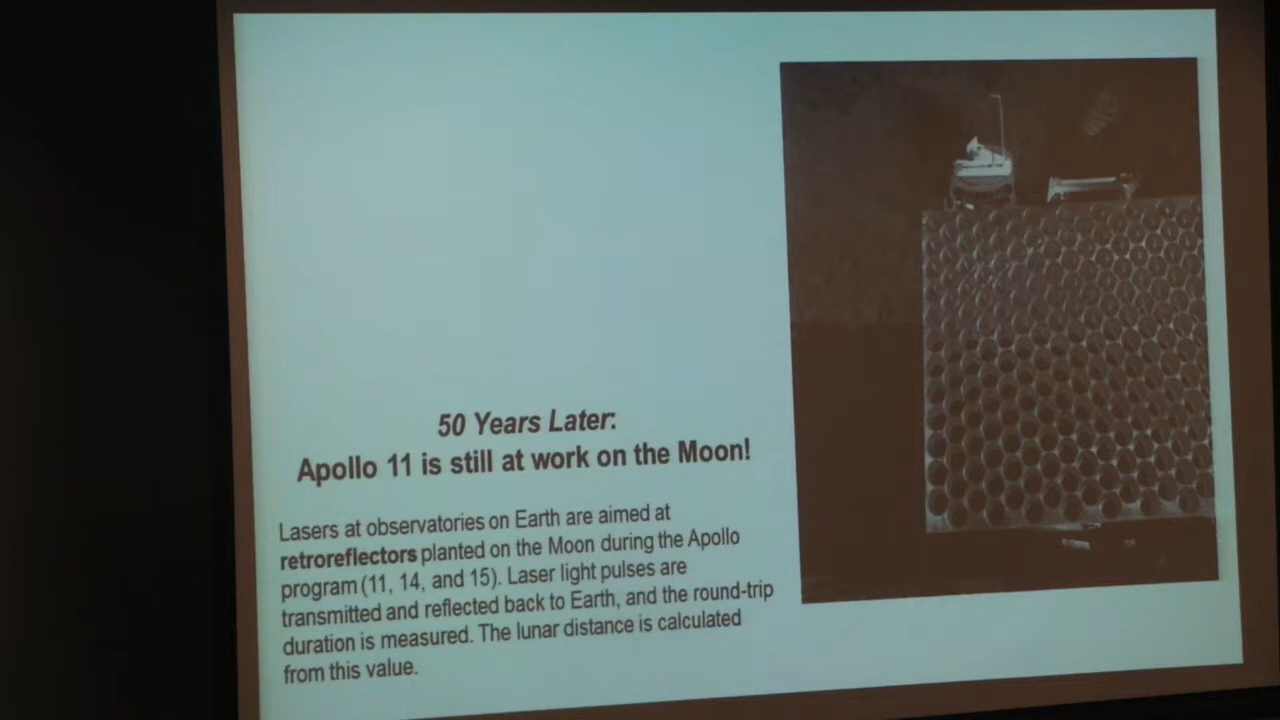 50 Years Later:
Apollo 11 is still at work on the Moon!
Lasers at observatories on Earth are aimed at
retroreflectors planted on the Moon during the Apollo
program (11, 14, and 15). Laser light pulses are
transmitted and reflected back to Earth, and the round-trip
duration is measured. The lunar distance is calculated
from this value.